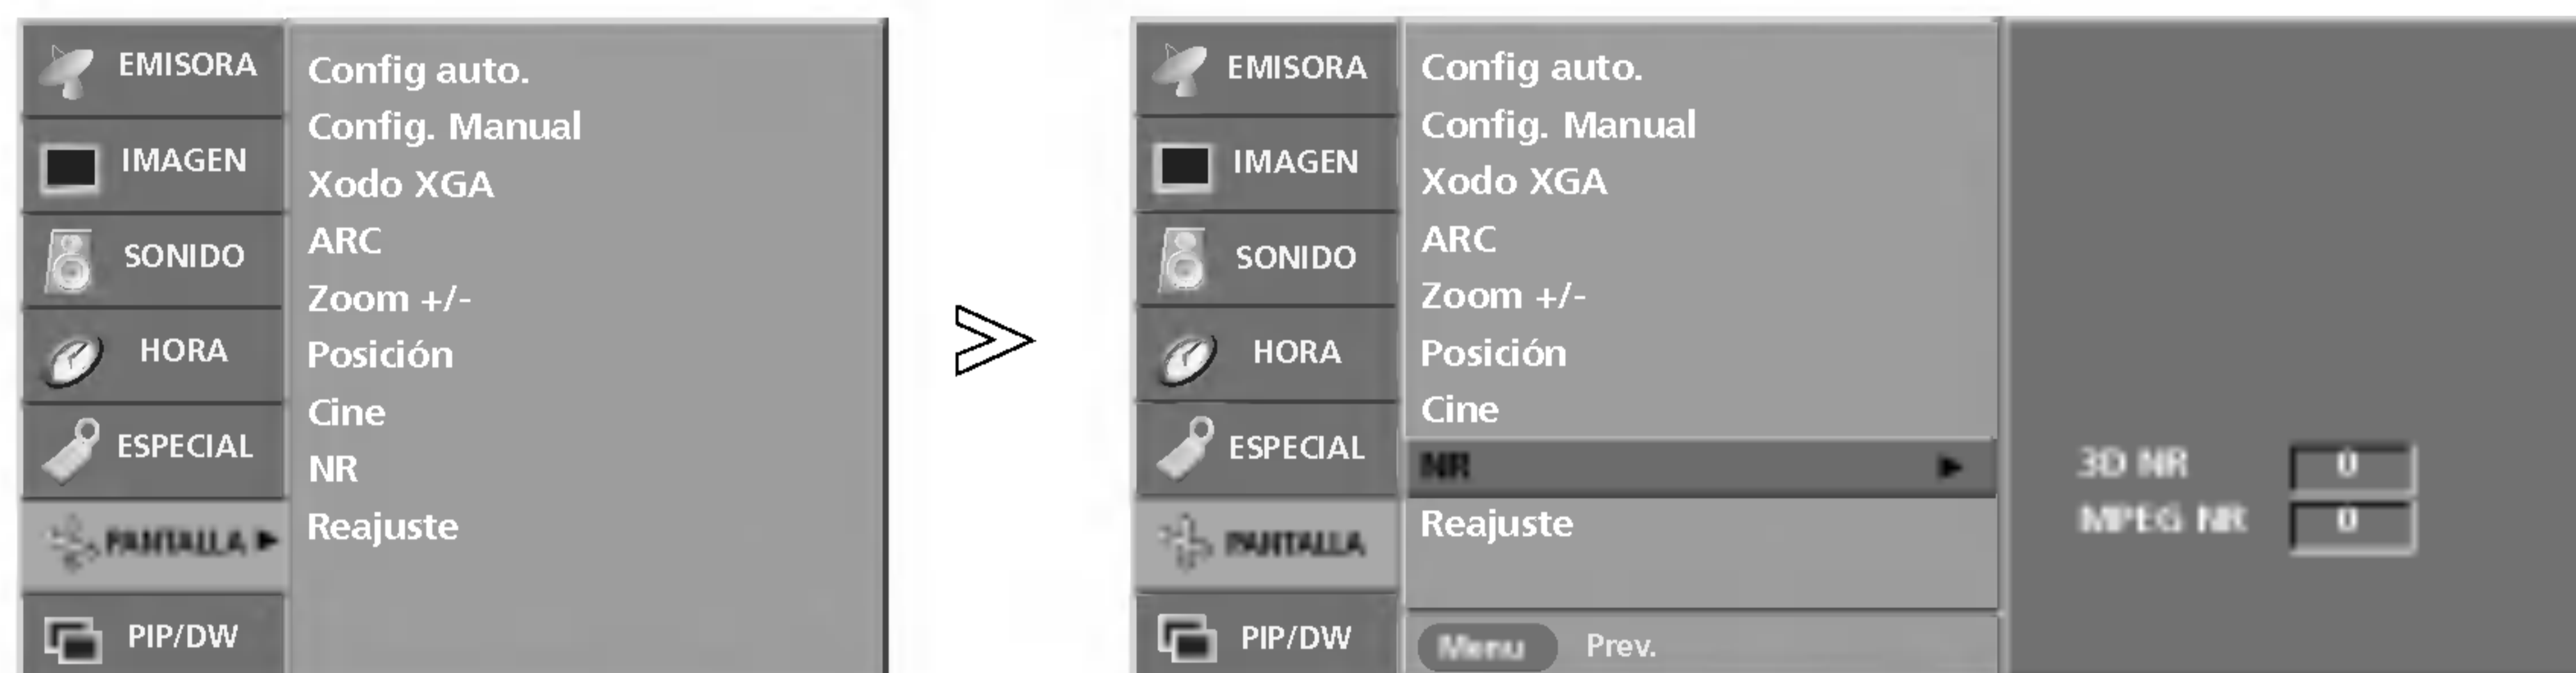 EMISORA
IMAGEN
SONIDO
HORA
ESPECIAL
PANTALLA ►
PIP/DW
Config auto.
Config. Manual
Xodo XGA
ARC
Zoom +/-
Posición
Cine
NR
Reajuste
EMISORA
IMAGEN
SONIDO
HORA
ESPECIAL
PANTALLA
PIP/DW
Config auto.
Config. Manual
Xodo XGA
ARC
Zoom +/-
Posición
Cine
NR ►
Reajuste
Menu Prev.
3D NR 0
MPEG NR 0